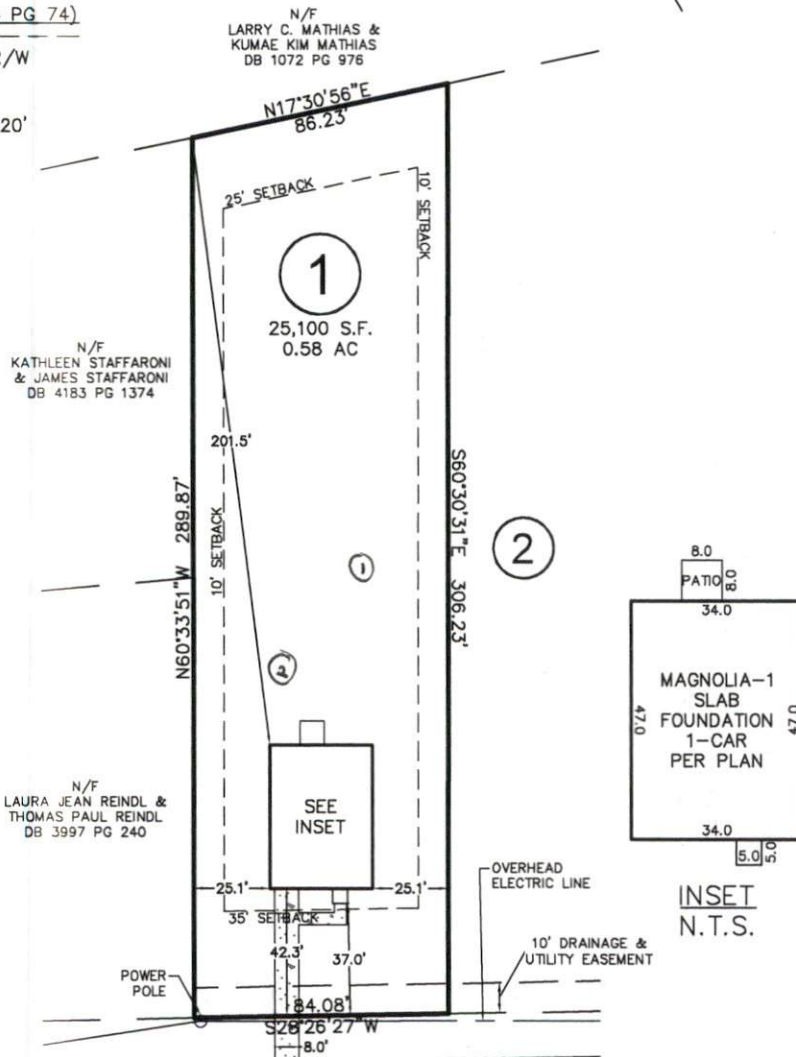 PG 74)
/W
20'
N/F
LARRY C. MATHIAS &
KUMAE KIM MATHIAS
DB 1072 PG 976
N17°30'56"E
86.23'
25' SETBACK
10' SETBACK
1
25,100 S.F.
0.58 AC
N/F
KATHLEEN STAFFARONI
& JAMES STAFFARONI
DB 4183 PG 1374
201.5'
N60°33'51"W 289.87'
10' SETBACK
S60°30'31"E 306.23'
1
2
2
N/F
LAURA JEAN REINDL &
THOMAS PAUL REINDL
DB 3997 PG 240
SEE
INSET
25.1'
25.1'
35' SETBACK
42.3'
37.0'
OVERHEAD
ELECTRIC LINE
10' DRAINAGE &
UTILITY EASEMENT
POWER
POLE
84.08'
S28°26'27"W
8.0'
8.0
PATIO
8.0
34.0
MAGNOLIA-1
SLAB
FOUNDATION
1-CAR
PER PLAN
47.0
47.0
34.0
5.0
5.0
INSET
N.T.S.